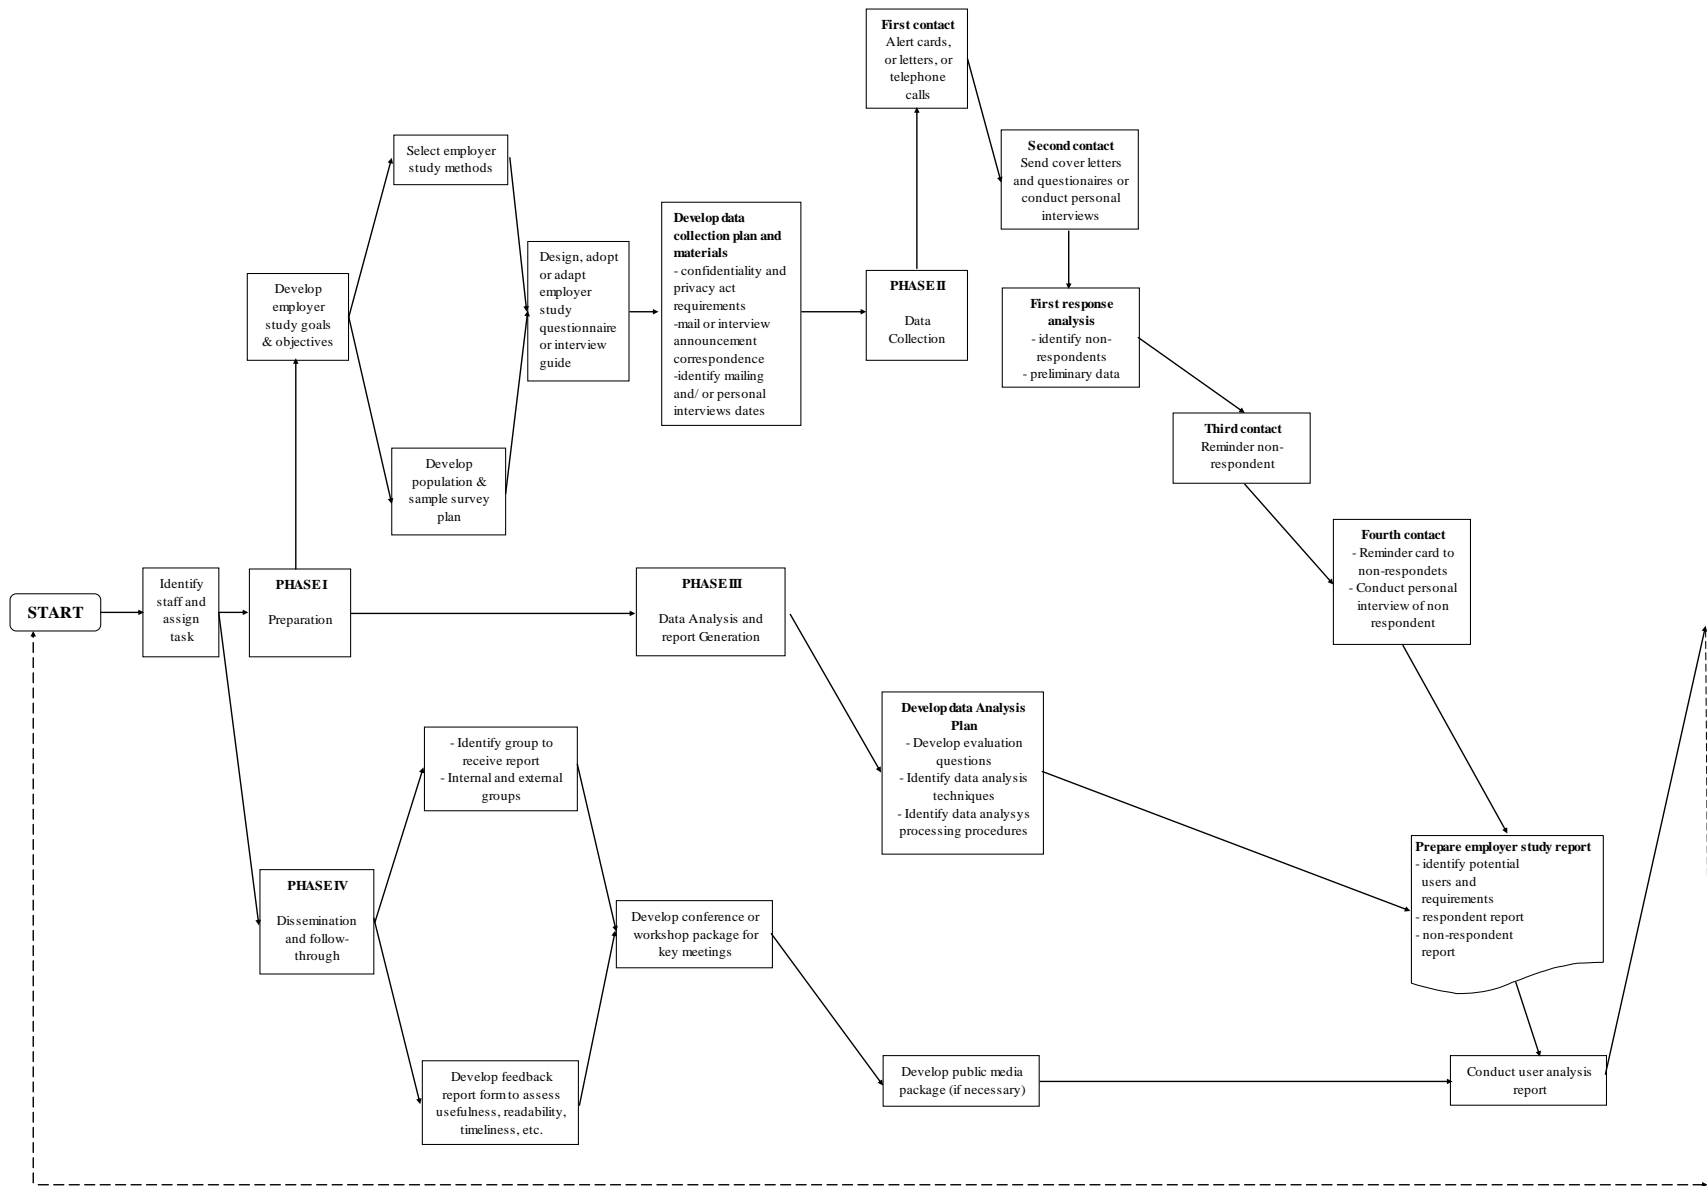 First contact
Alert cards,
or letters, or
telephone
calls
Second contact
Send cover letters
and questionaires or
conduct personal
interviews
Select employer
study methods
Develop data
collection plan and
materials
- confidentiality and
privacy act
requirements
-mail or interview
announcement
correspondence
-identify mailing
and/ or personal
interviews dates
Design, adopt
or adapt
employer
study
questionnaire
or interview
guide
Develop
employer
study goals
& objectives
PHASE II
Data
Collection
First response
analysis
- identify non-
respondents
- preliminary data
Third contact
Reminder non-
respondent
Develop
population &
sample survey
plan
Fourth contact
- Reminder card to
non-respondets
- Conduct personal
interview of non
respondent
START
Identify
staff and
assign
task
PHASE I
Preparation
PHASE III
Data Analysis and
report Generation
Develop data Analysis
Plan
- Develop evaluation
questions
- Identify data analysis
techniques
- Identify data analysys
processing procedures
- Identify group to
receive report
- Internal and external
groups
PHASE IV
Dissemination
and follow-
through
Develop conference or
workshop package for
key meetings
Prepare employer study report
- identify potential
users and
requirements
- respondent report
- non-respondent
report
Develop feedback
report form to assess
usefulness, readability,
timeliness, etc.
Develop public media
package (if necessary)
Conduct user analysis
report